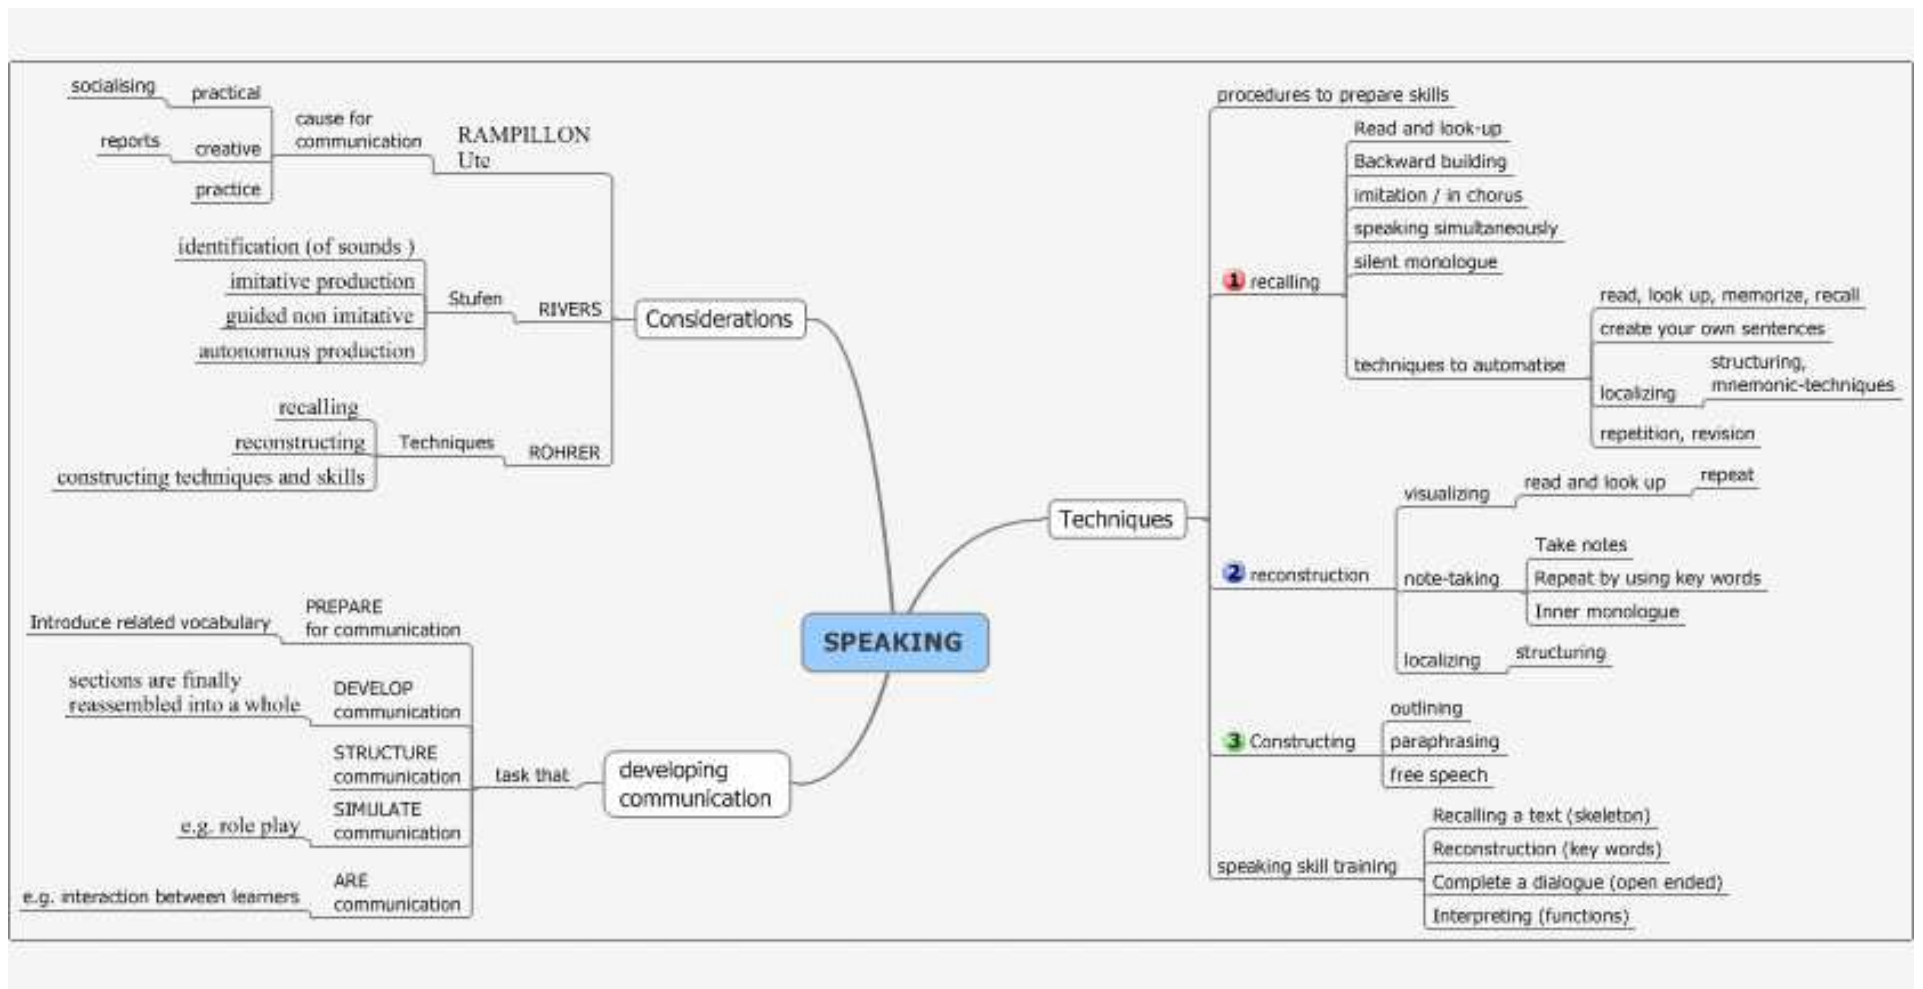 socialising
practical
reports
creative
practice
cause for
communication
RAMPILLON
Ute
identification (of sounds )
imitative production
guided non imitative
autonomous production
Stufen
RIVERS
recalling
reconstructing
constructing techniques and skills
Techniques
ROHRER
Considerations
Introduce related vocabulary
PREPARE
for communication
sections are finally
reassembled into a whole
DEVELOP
communication
STRUCTURE
communication
e.g. role play
SIMULATE
communication
e.g. interaction between learners
ARE
communication
task that
developing
communication
SPEAKING
Techniques
procedures to prepare skills
1 recalling
Read and look-up
Backward building
imitation / in chorus
speaking simultaneously
silent monologue
techniques to automatise
read, look up, memorize, recall
create your own sentences
localizing
structuring,
mnemonic-techniques
repetition, revision
2 reconstruction
visualizing
read and look up
repeat
note-taking
Take notes
Repeat by using key words
Inner monologue
localizing
structuring
3 Constructing
outlining
paraphrasing
free speech
speaking skill training
Recalling a text (skeleton)
Reconstruction (key words)
Complete a dialogue (open ended)
Interpreting (functions)